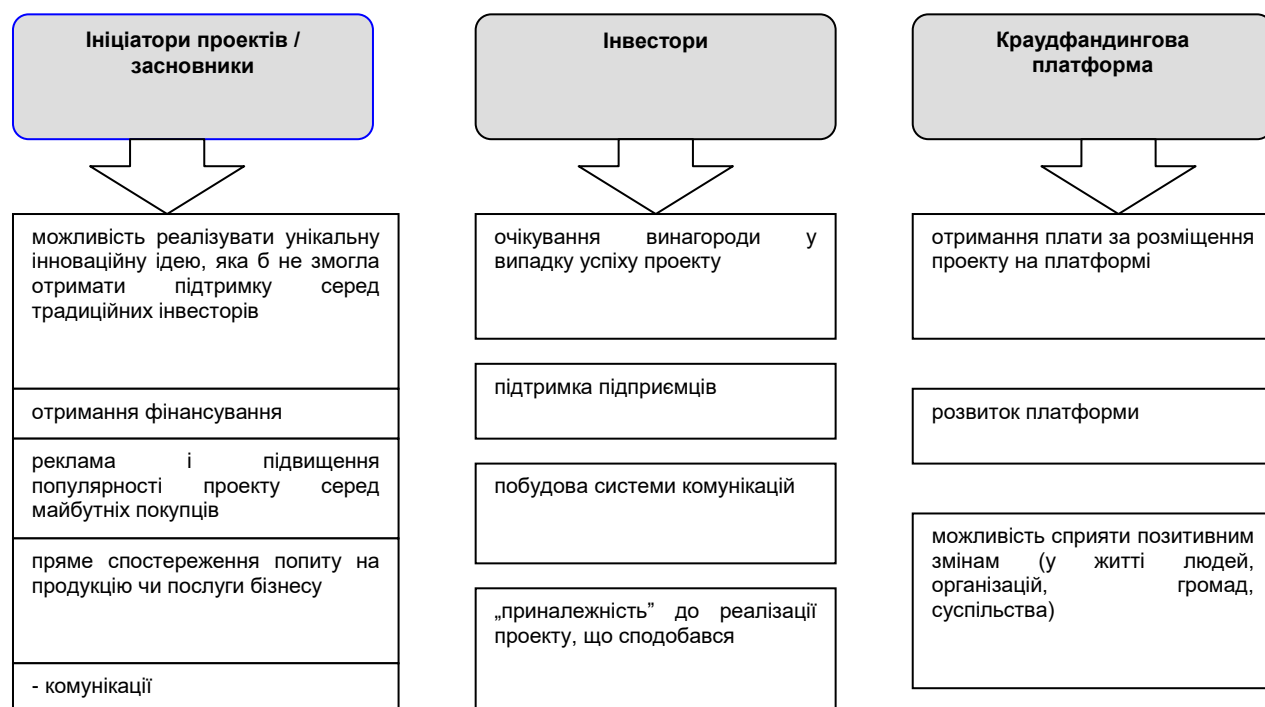 Ініціатори проектів /
засновники
можливість реалізувати унікальну
інноваційну ідею, яка б не змогла
отримати підтримку серед
традиційних інвесторів
отримання фінансування
реклама і підвищення
популярності проекту серед
майбутніх покупців
пряме спостереження попиту на
продукцію чи послуги бізнесу
- комунікації
Інвестори
очікування винагороди у
випадку успіху проекту
підтримка підприємців
побудова системи комунікацій
„приналежність” до реалізації
проекту, що сподобався
Краудфандингова
платформа
отримання плати за розміщення
проекту на платформі
розвиток платформи
можливість сприяти позитивним
змінам (у житті людей,
організацій, громад,
суспільства)